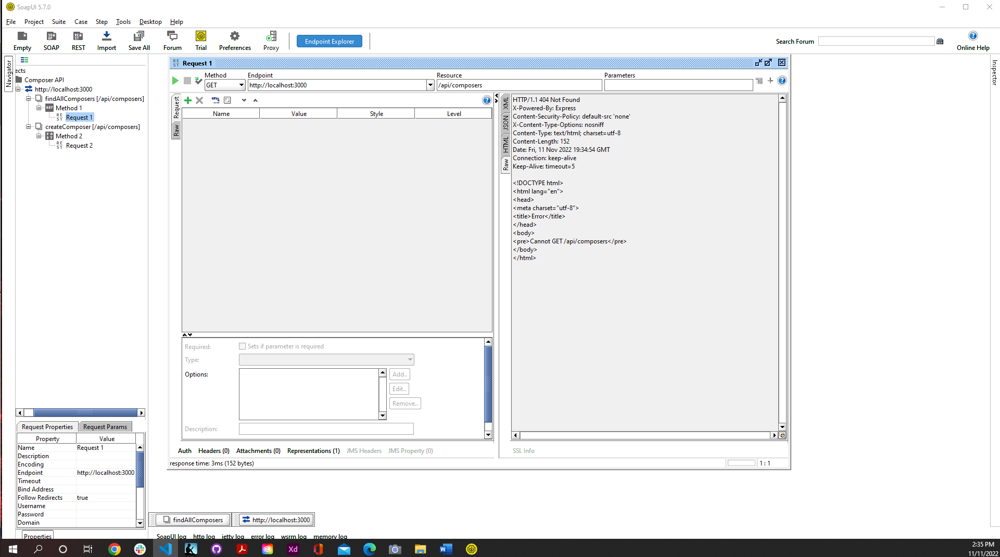 SoapUI 5.7.0
File Project Suite Case Step Tools Desktop Help
Empty SOAP REST Import Save All Forum Trial Preferences Proxy Endpoint Explorer Search Forum Online Help
Navigator
ects
Composer API
http://localhost:3000
findAllComposers [/api/composers]
GET Method 1
REST Request 1
createComposer [/api/composers]
POST Method 2
REST Request 2
Request Properties Request Params
Property Value
Name Request 1
Description
Encoding
Endpoint http://localhost:3000
Timeout
Bind Address
Follow Redirects true
Username
Password
Domain
Properties
REST Request 1
Method Endpoint Resource Parameters
GET http://localhost:3000 /api/composers
Request
Raw
Name Value Style Level
Required: Sets if parameter is required
Type:
Options:
Add..
Edit..
Remove..
Description:
Auth Headers (0) Attachments (0) Representations (1) JMS Headers JMS Property (0)
response time: 3ms (152 bytes)
XML
JSON
HTML
Raw
HTTP/1.1 404 Not Found
X-Powered-By: Express
Content-Security-Policy: default-src 'none'
X-Content-Type-Options: nosniff
Content-Type: text/html; charset=utf-8
Content-Length: 152
Date: Fri, 11 Nov 2022 19:34:54 GMT
Connection: keep-alive
Keep-Alive: timeout=5
<!DOCTYPE html>
<html lang="en">
<head>
<meta charset="utf-8">
<title>Error</title>
</head>
<body>
<pre>Cannot GET /api/composers</pre>
</body>
</html>
SSL Info
1 : 1
Inspector
findAllComposers http://localhost:3000
SoapUI log http log jetty log error log wsrm log memory log
Xd
2:35 PM
11/11/2022